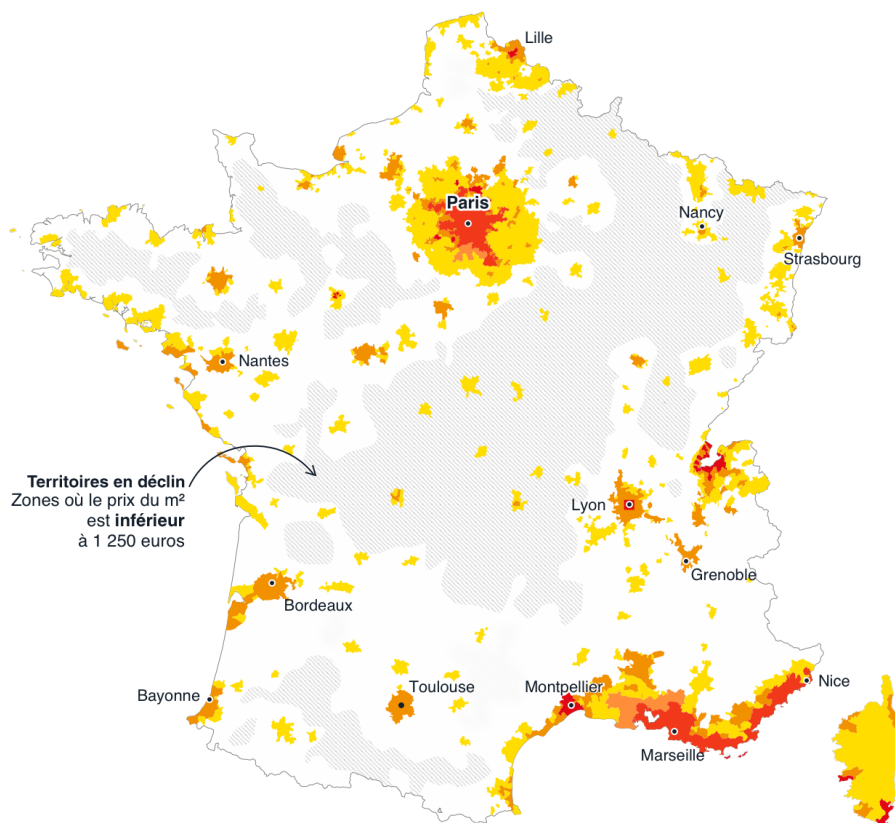 Lille
Paris
Nancy
Strasbourg
Nantes
Territoires en déclin
Zones où le prix du m²
est inférieur
à 1 250 euros
Lyon
Grenoble
Bordeaux
Bayonne
Toulouse
Montpellier
Nice
Marseille